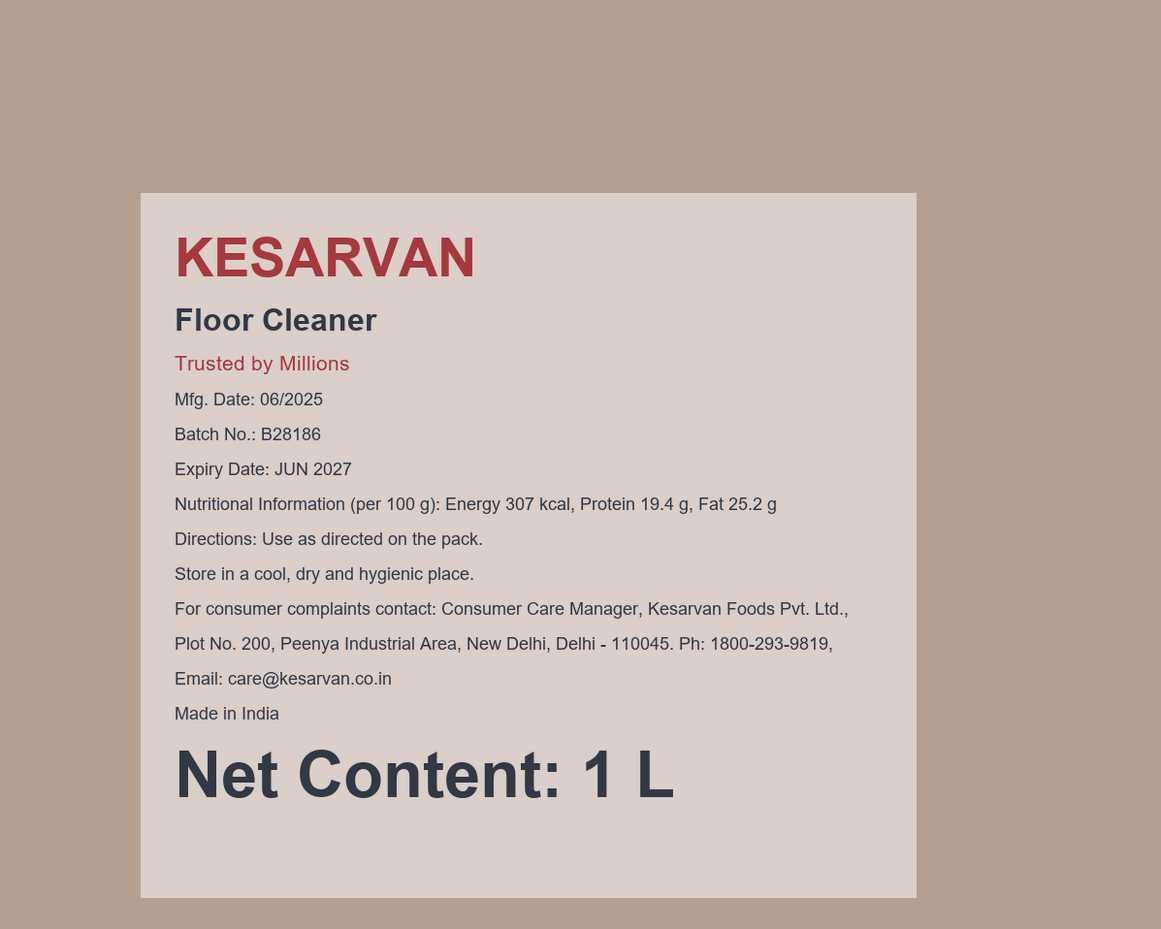 KESARVAN
Floor Cleaner
Trusted by Millions
Mfg. Date: 06/2025
Batch No.: B28186
Expiry Date: JUN 2027
Nutritional Information (per 100 g): Energy 307 kcal, Protein 19.4 g, Fat 25.2 g
Directions: Use as directed on the pack.
Store in a cool, dry and hygienic place.
For consumer complaints contact: Consumer Care Manager, Kesarvan Foods Pvt. Ltd.,
Plot No. 200, Peenya Industrial Area, New Delhi, Delhi - 110045. Ph: 1800-293-9819,
Email: care@kesarvan.co.in
Made in India
Net Content: 1 L